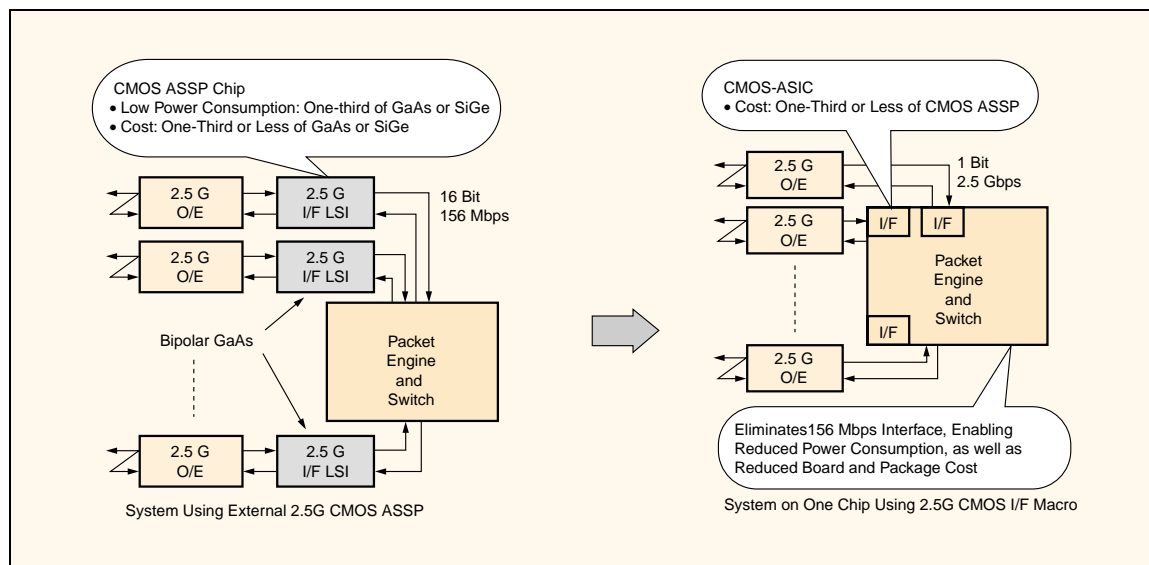 CMOS ASSP Chip
• Low Power Consumption: One-third of GaAs or SiGe
• Cost: One-Third or Less of GaAs or SiGe
2.5 G
O/E
2.5 G
I/F LSI
16 Bit
156 Mbps
2.5 G
O/E
2.5 G
I/F LSI
Bipolar GaAs
Packet
Engine
and
Switch
2.5 G
O/E
2.5 G
I/F LSI
System Using External 2.5G CMOS ASSP
CMOS-ASIC
• Cost: One-Third or Less of CMOS ASSP
2.5 G
O/E
1 Bit
2.5 Gbps
2.5 G
O/E
I/F
I/F
Packet
Engine
and
Switch
I/F
2.5 G
O/E
Eliminates156 Mbps Interface, Enabling
Reduced Power Consumption, as well as
Reduced Board and Package Cost
System on One Chip Using 2.5G CMOS I/F Macro